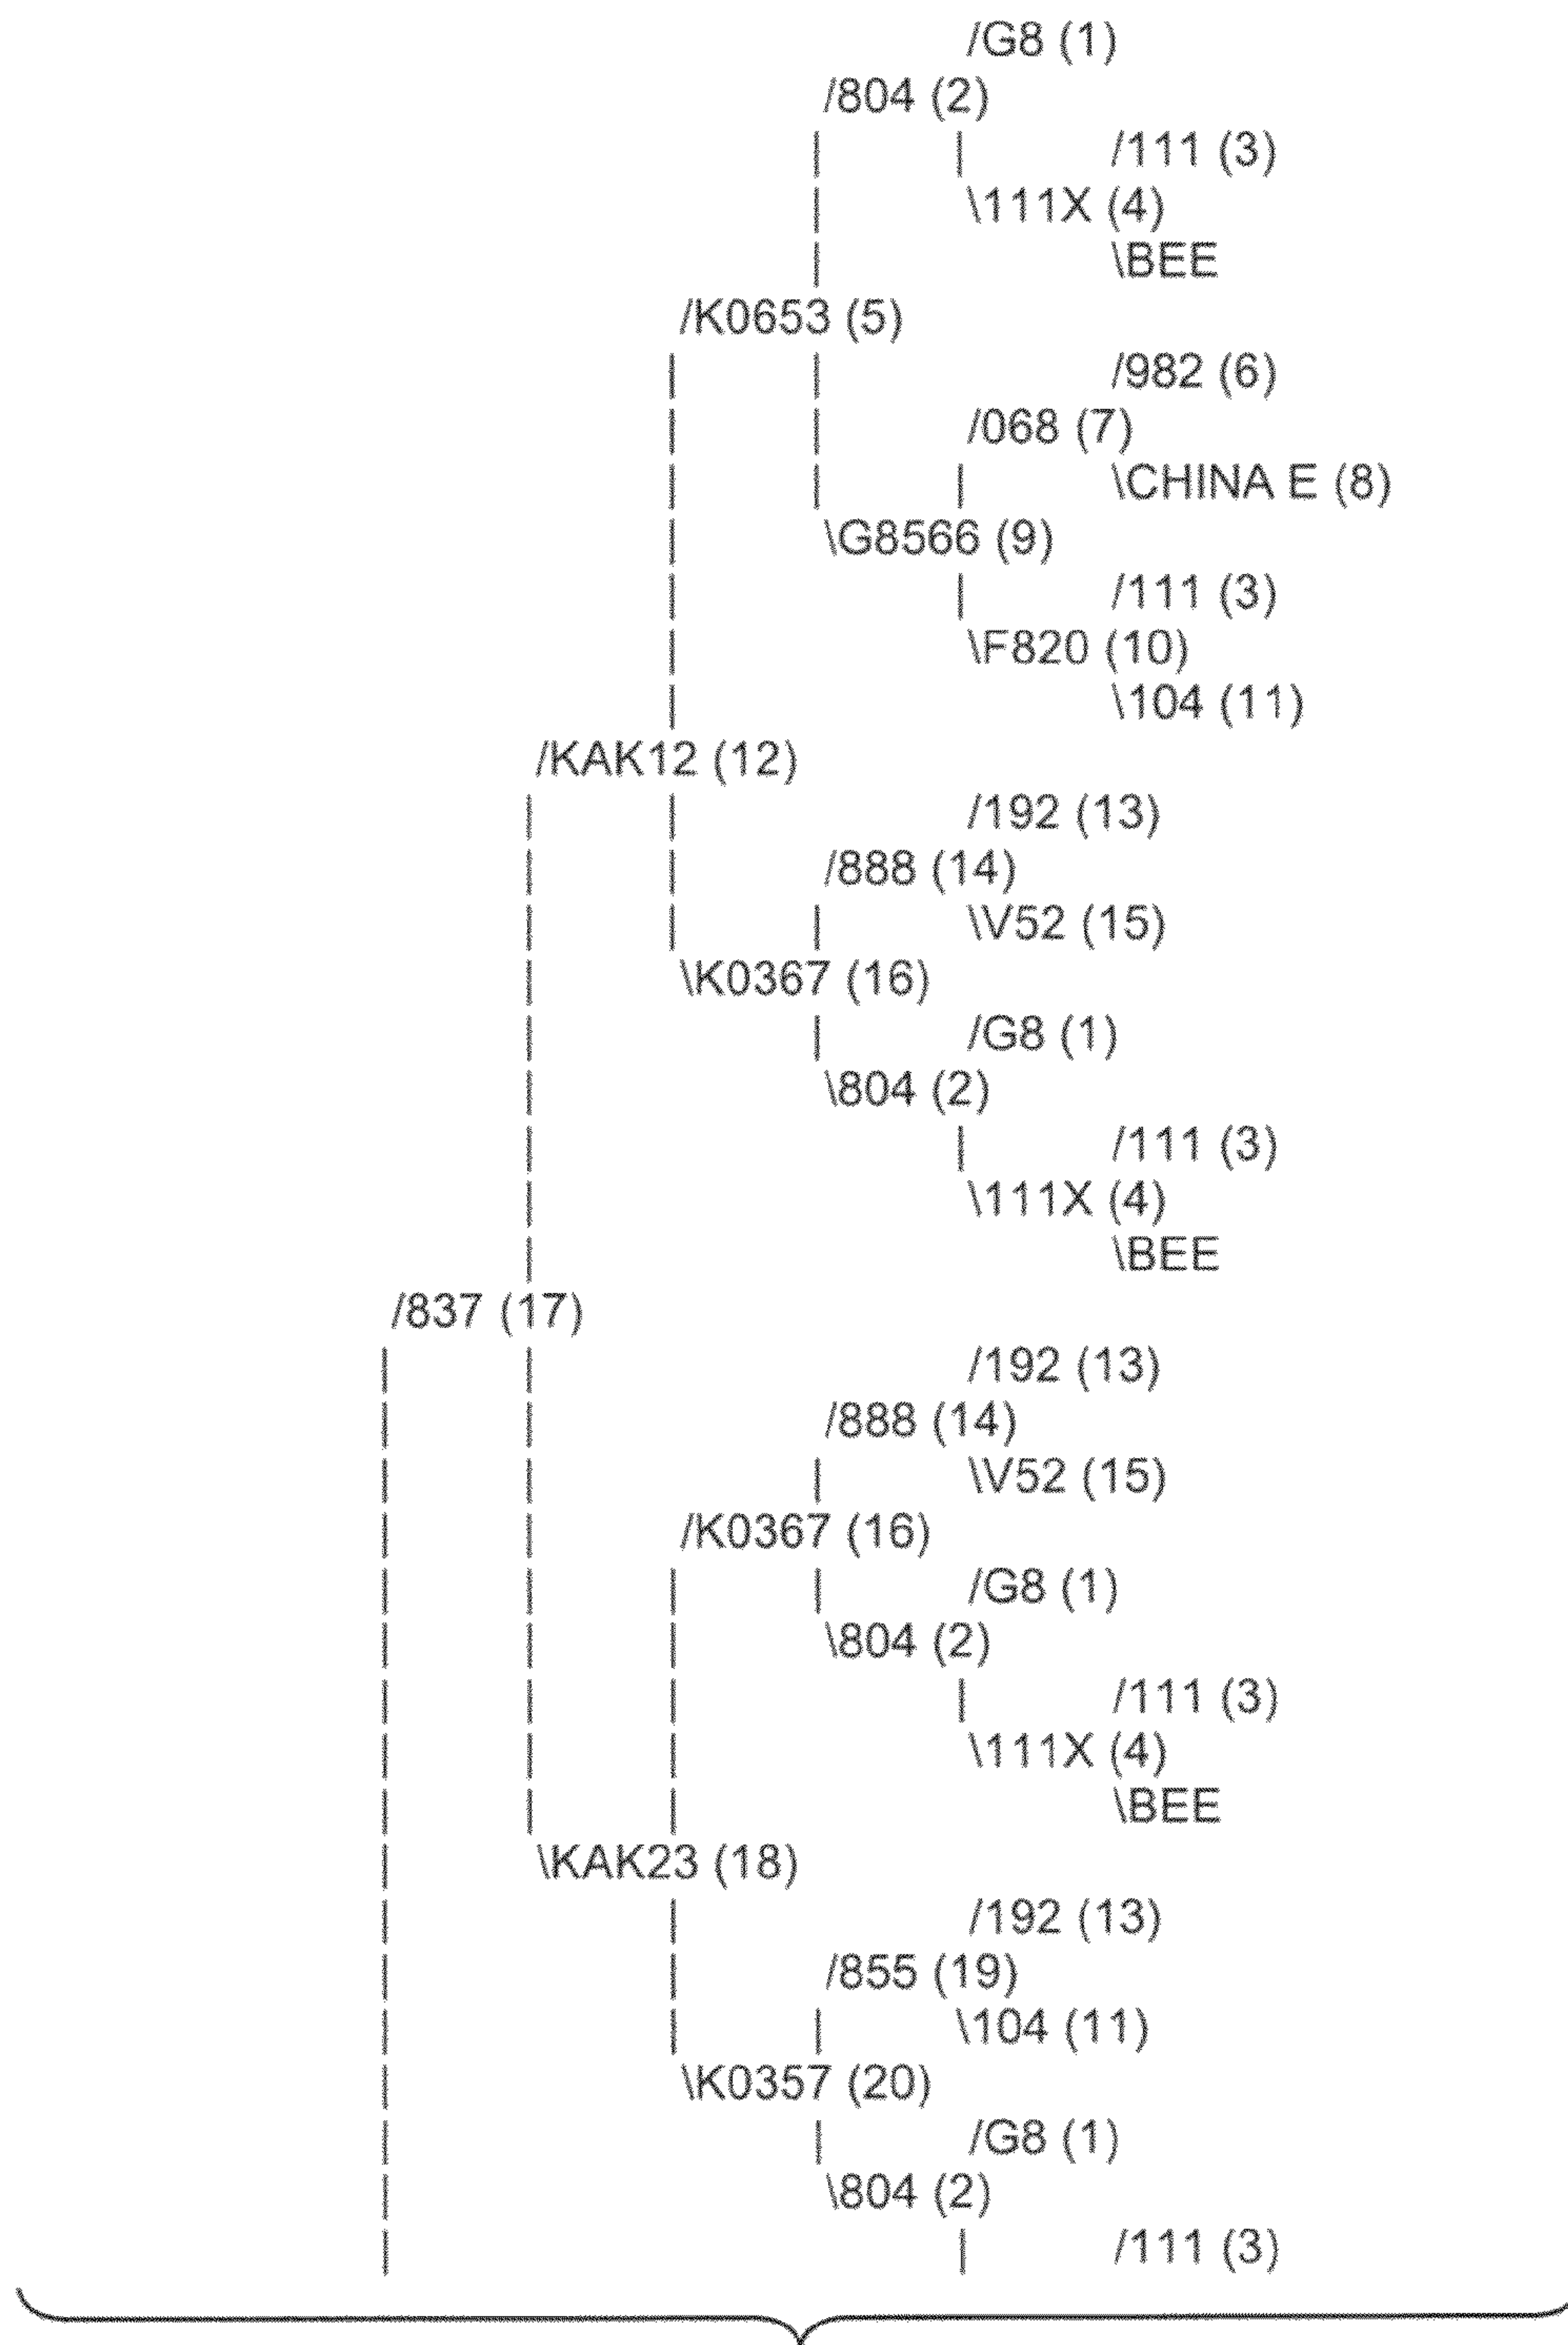 /G8 (1)
/804 (2)
/111 (3)
\111X (4)
\BEE
/K0653 (5)
/982 (6)
/068 (7)
\CHINA E (8)
\G8566 (9)
/111 (3)
\F820 (10)
\104 (11)
/KAK12 (12)
/192 (13)
/888 (14)
\V52 (15)
\K0367 (16)
/G8 (1)
\804 (2)
/111 (3)
\111X (4)
\BEE
/837 (17)
/192 (13)
/888 (14)
\V52 (15)
/K0367 (16)
/G8 (1)
\804 (2)
/111 (3)
\111X (4)
\BEE
\KAK23 (18)
/192 (13)
/855 (19)
\104 (11)
\K0357 (20)
/G8 (1)
\804 (2)
/111 (3)